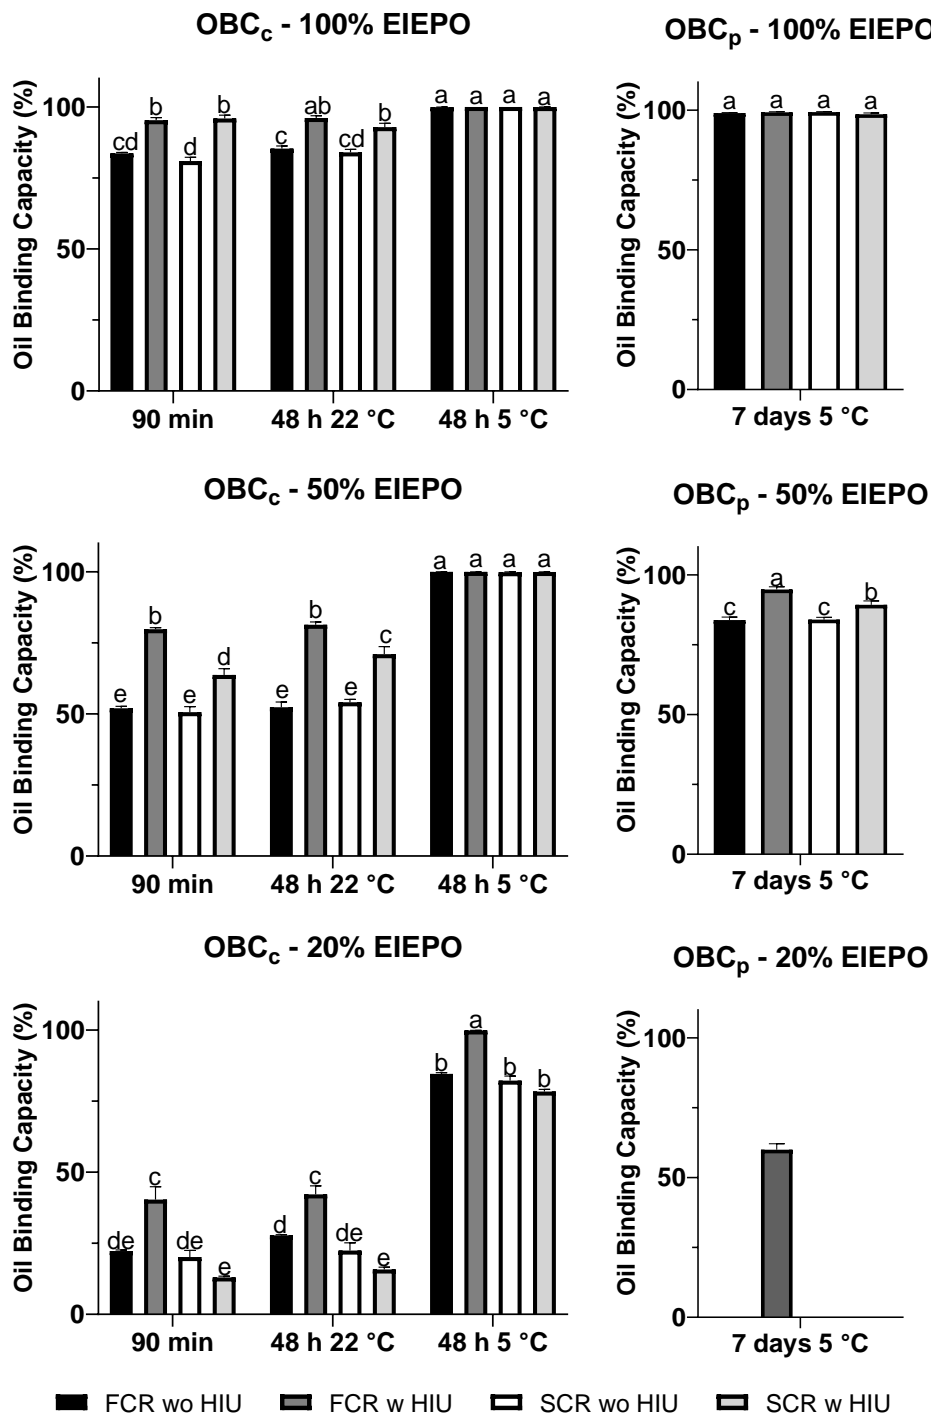 OBCc - 100% EIEPO
Oil Binding Capacity (%)
100
50
0
cd
b
d
b
c
ab
cd
b
a
a
a
a
90 min
48 h 22 °C
48 h 5 °C
OBCp - 100% EIEPO
Oil Binding Capacity (%)
100
50
0
a
a
a
a
7 days 5 °C
OBCc - 50% EIEPO
Oil Binding Capacity (%)
100
50
0
e
b
e
d
e
b
e
c
a
a
a
a
90 min
48 h 22 °C
48 h 5 °C
OBCp - 50% EIEPO
Oil Binding Capacity (%)
100
50
0
c
a
c
b
7 days 5 °C
OBCc - 20% EIEPO
Oil Binding Capacity (%)
100
50
0
de
c
de
e
d
c
de
e
b
a
b
b
90 min
48 h 22 °C
48 h 5 °C
OBCp - 20% EIEPO
Oil Binding Capacity (%)
100
50
0
7 days 5 °C
FCR wo HIU
FCR w HIU
SCR wo HIU
SCR w HIU